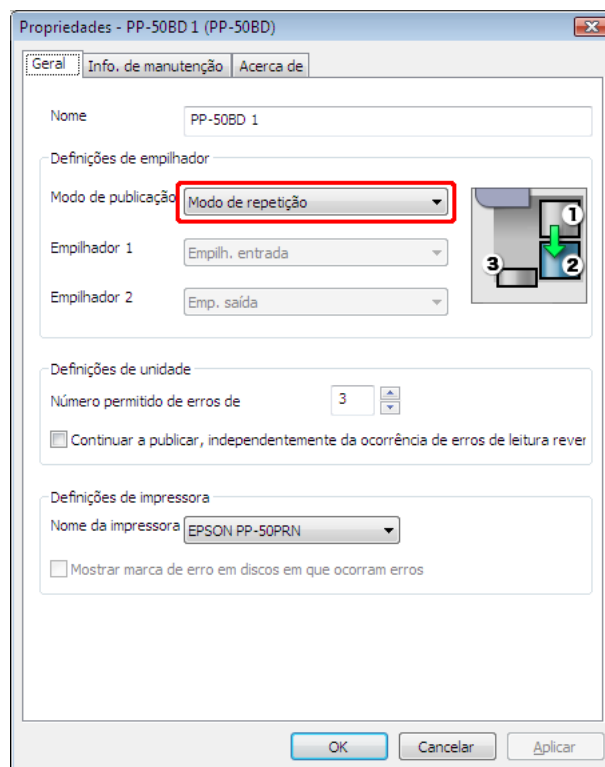 Propriedades - PP-50BD 1 (PP-50BD)
Geral Info. de manutenção Acerca de
Nome PP-50BD 1
Definições de empilhador
Modo de publicação Modo de repetição
1
Empilhador 1 Empilh. entrada
3 2
Empilhador 2 Emp. saída
Definições de unidade
Número permitido de erros de 3
Continuar a publicar, independentemente da ocorrência de erros de leitura rever
Definições de impressora
Nome da impressora EPSON PP-50PRN
Mostrar marca de erro em discos em que ocorram erros
OK Cancelar Aplicar